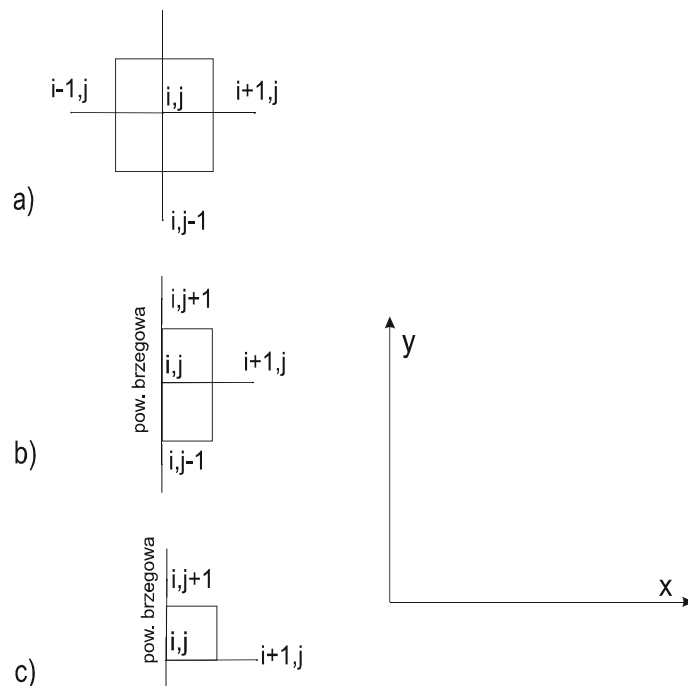 i-1,j
i,j
i+1,j
a)
i,j-1
pow. brzegowa
i,j+1
i,j
i+1,j
b)
i,j-1
y
x
pow. brzegowa
i,j+1
i,j
i+1,j
c)